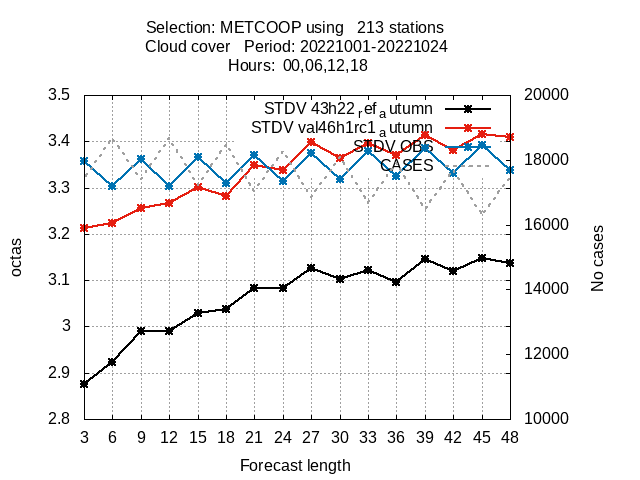 Selection: METCOOP using   213 stations
Cloud cover   Period: 20221001-20221024
Hours: 00,06,12,18
STDV 43h22_ref_autumn
STDV val46h1rc1_autumn
STDV OBS
CASES
3.5
3.4
3.3
3.2
3.1
3
2.9
2.8
20000
18000
16000
14000
12000
10000
octas
No cases
3 6 9 12 15 18 21 24 27 30 33 36 39 42 45 48
Forecast length